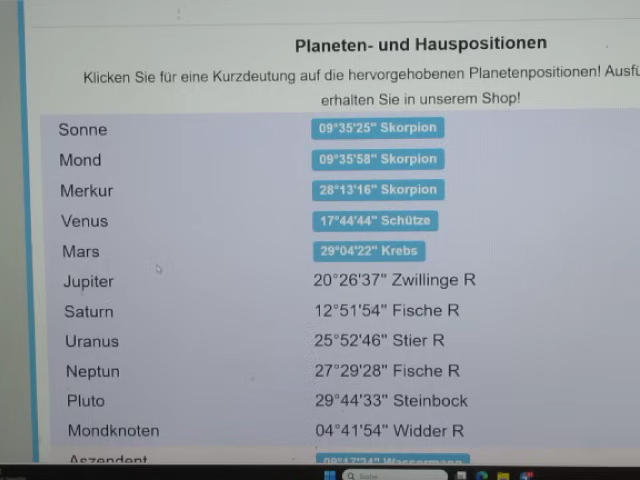 Planeten- und Hauspositionen
Klicken Sie für eine Kurzdeutung auf die hervorgehobenen Planetenpositionen! Ausfü
erhalten Sie in unserem Shop!
Sonne 09°35'25" Skorpion
Mond 09°35'58" Skorpion
Merkur 28°13'16" Skorpion
Venus 17°44'44" Schütze
Mars 29°04'22" Krebs
Jupiter 20°26'37" Zwillinge R
Saturn 12°51'54" Fische R
Uranus 25°52'46" Stier R
Neptun 27°29'28" Fische R
Pluto 29°44'33" Steinbock
Mondknoten 04°41'54" Widder R
Aszendent Wassermann
Suche